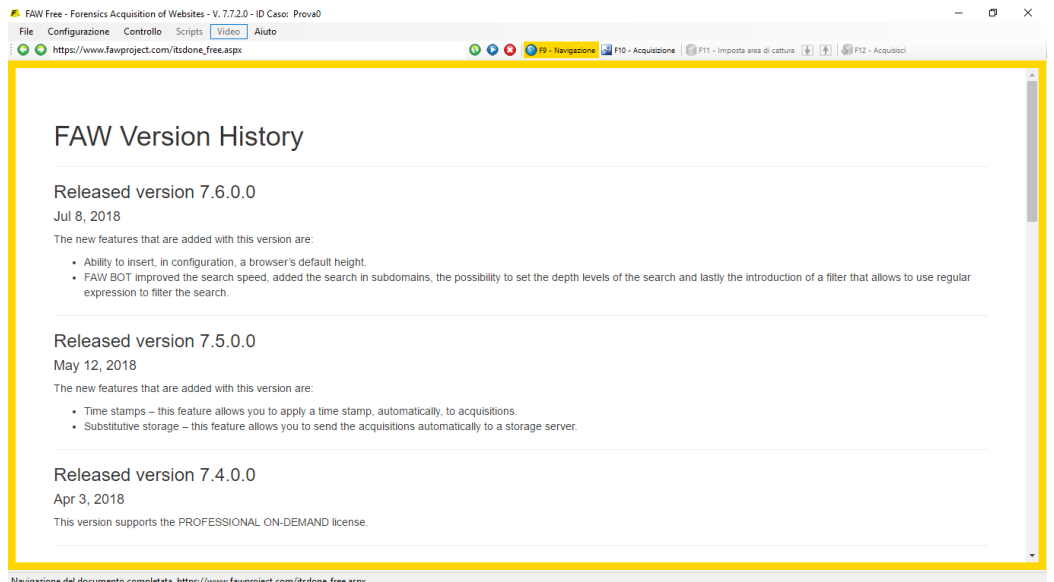 FAW Free - Forensics Acquisition of Websites - V. 7.7.2.0 - ID Caso: Prova0
File Configurazione Controllo Scripts Video Aiuto
https://www.fawproject.com/itsdone_free.aspx F9 - Navigazione F10 - Acquisizione F11 - Imposta area di cattura F12 - Acquisisci
FAW Version History
Released version 7.6.0.0
Jul 8, 2018
The new features that are added with this version are:
• Ability to insert, in configuration, a browser's default height.
• FAW BOT improved the search speed, added the search in subdomains, the possibility to set the depth levels of the search and lastly the introduction of a filter that allows to use regular
expression to filter the search.
Released version 7.5.0.0
May 12, 2018
The new features that are added with this version are:
• Time stamps – this feature allows you to apply a time stamp, automatically, to acquisitions.
• Substitutive storage – this feature allows you to send the acquisitions automatically to a storage server.
Released version 7.4.0.0
Apr 3, 2018
This version supports the PROFESSIONAL ON-DEMAND license.
Navigazione del documento completata. https://www.fawproject.com/itsdone_free.aspx